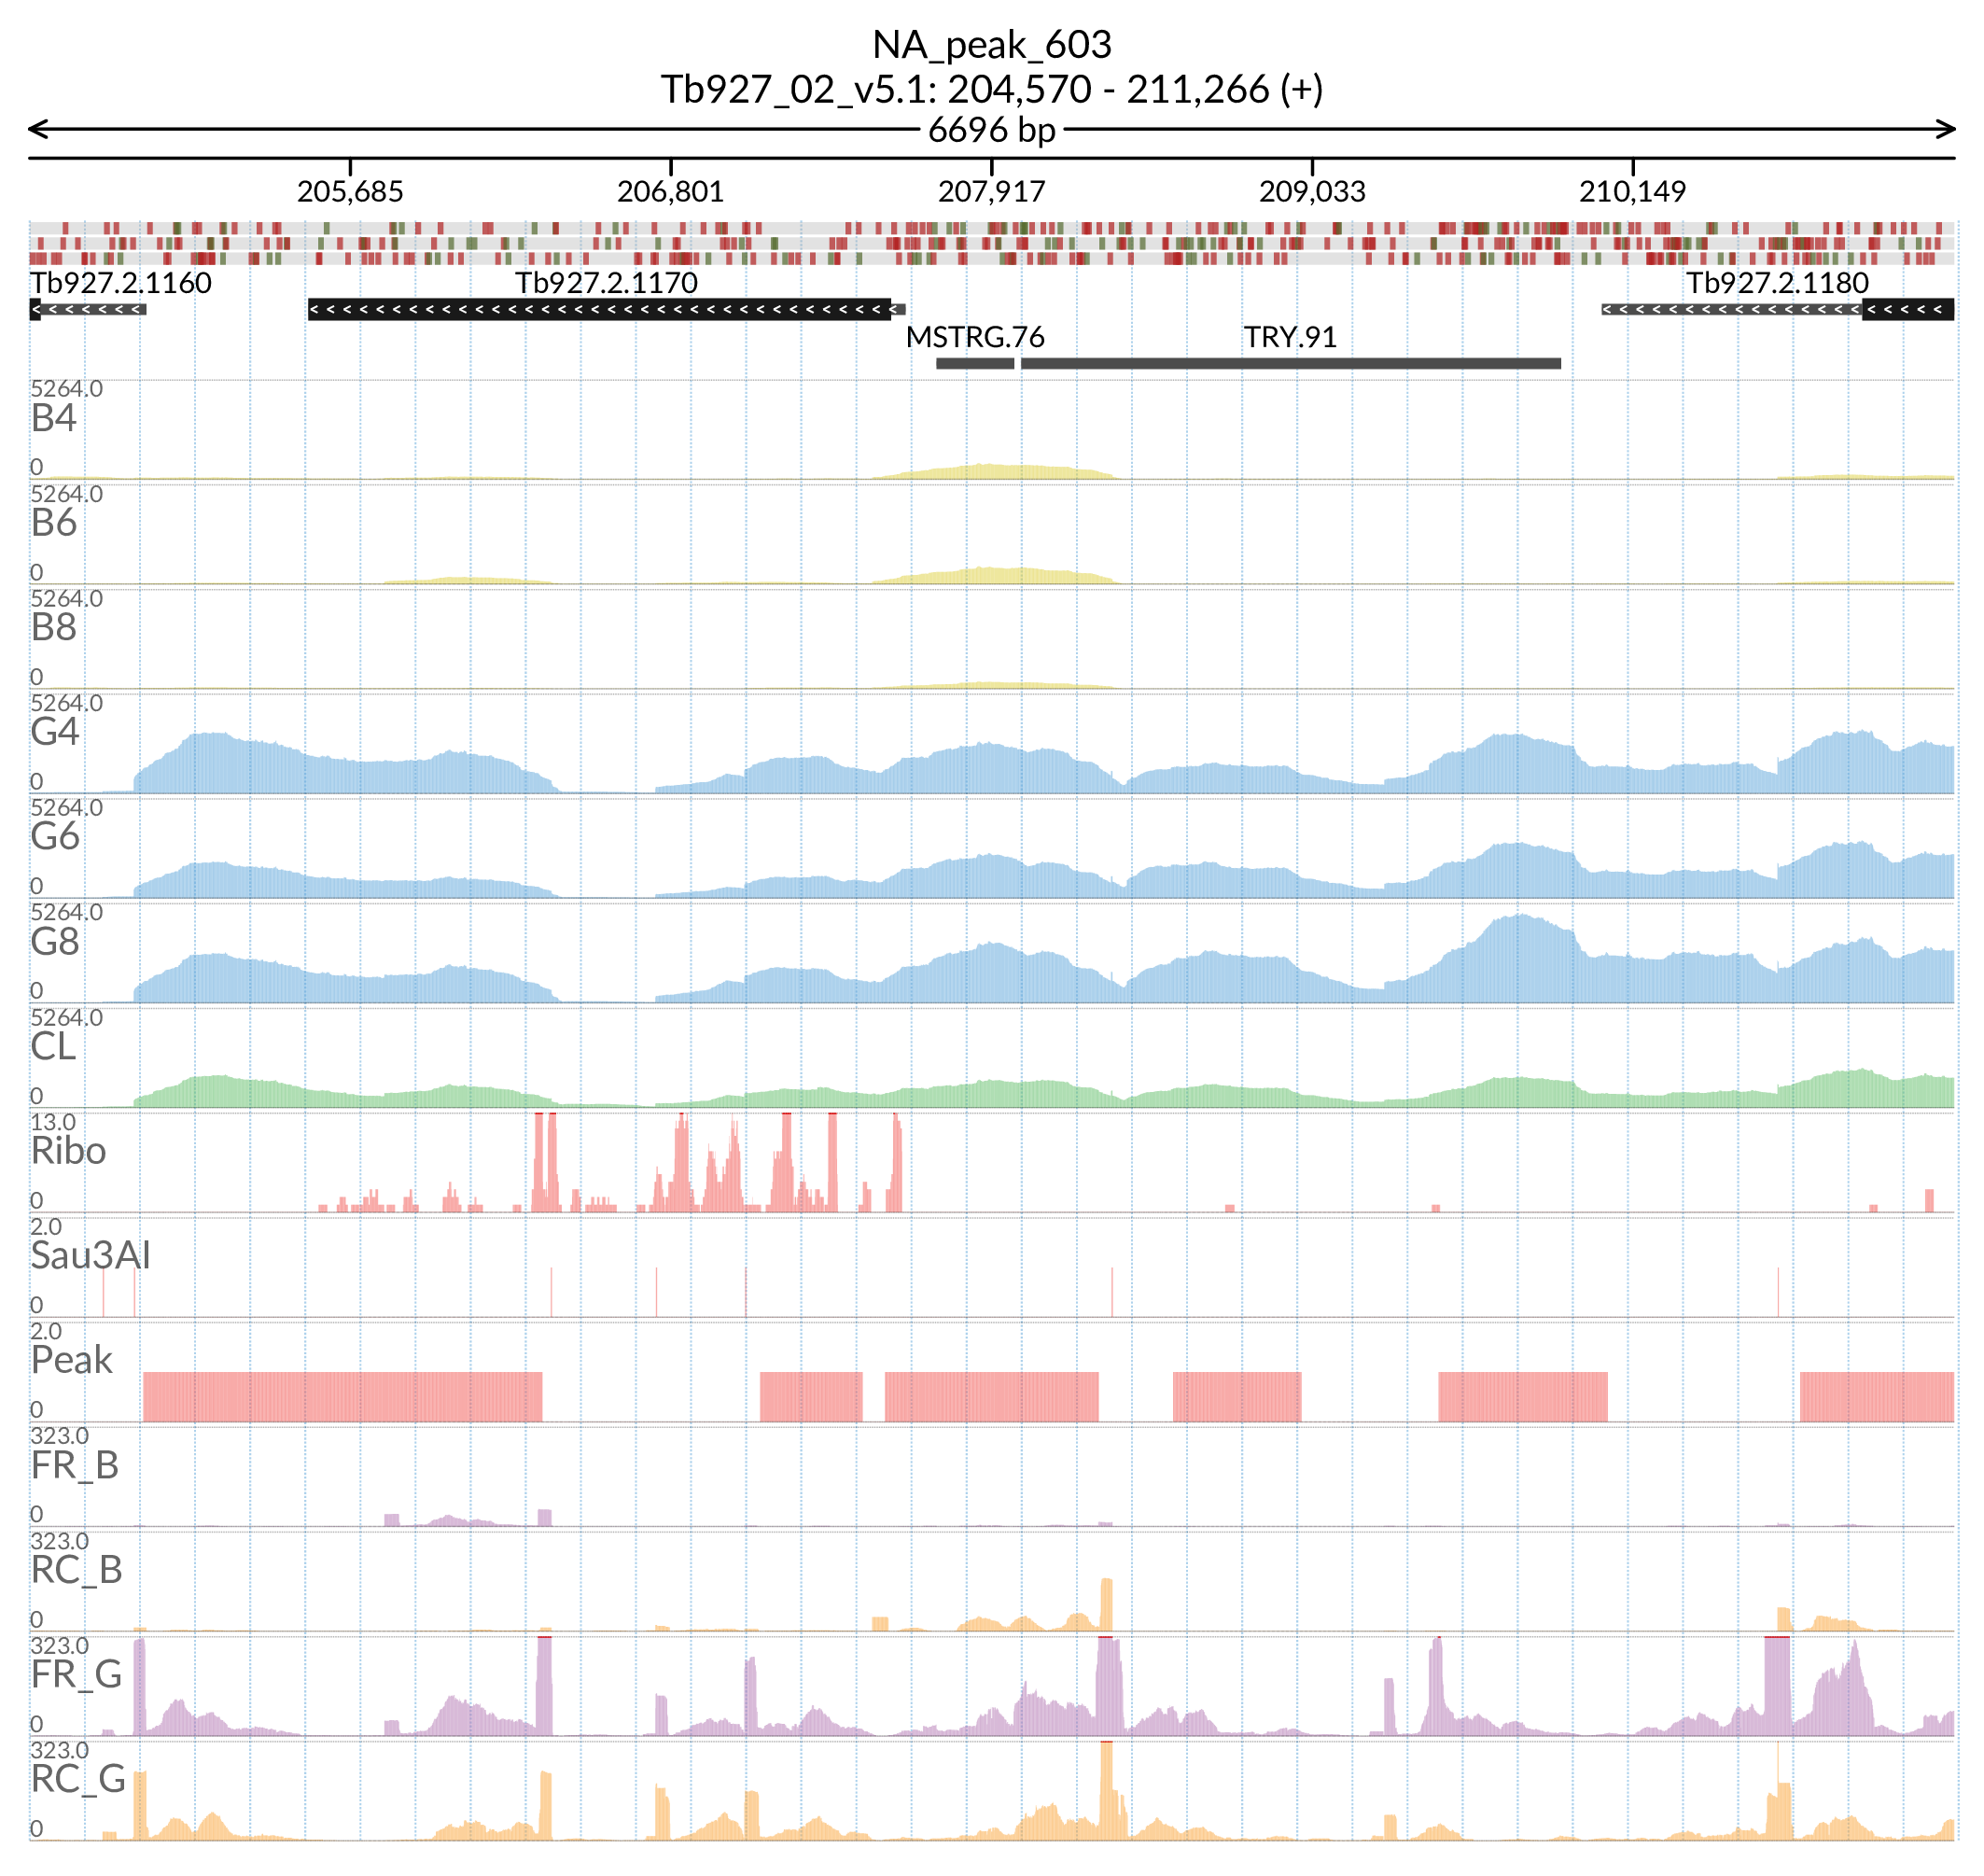 NA_peak_603
Tb927_02_v5.1: 204,570 - 211,266 (+)
6696 bp
205,685 206,801 207,917 209,033 210,149
Tb927.2.1160 Tb927.2.1170 Tb927.2.1180
MSTRG.76 TRY.91
5264.0
B4
0
5264.0
B6
0
5264.0
B8
0
5264.0
G4
0
5264.0
G6
0
5264.0
G8
0
5264.0
CL
0
13.0
Ribo
0
2.0
Sau3AI
0
2.0
Peak
0
323.0
FR_B
0
323.0
RC_B
0
323.0
FR_G
0
323.0
RC_G
0